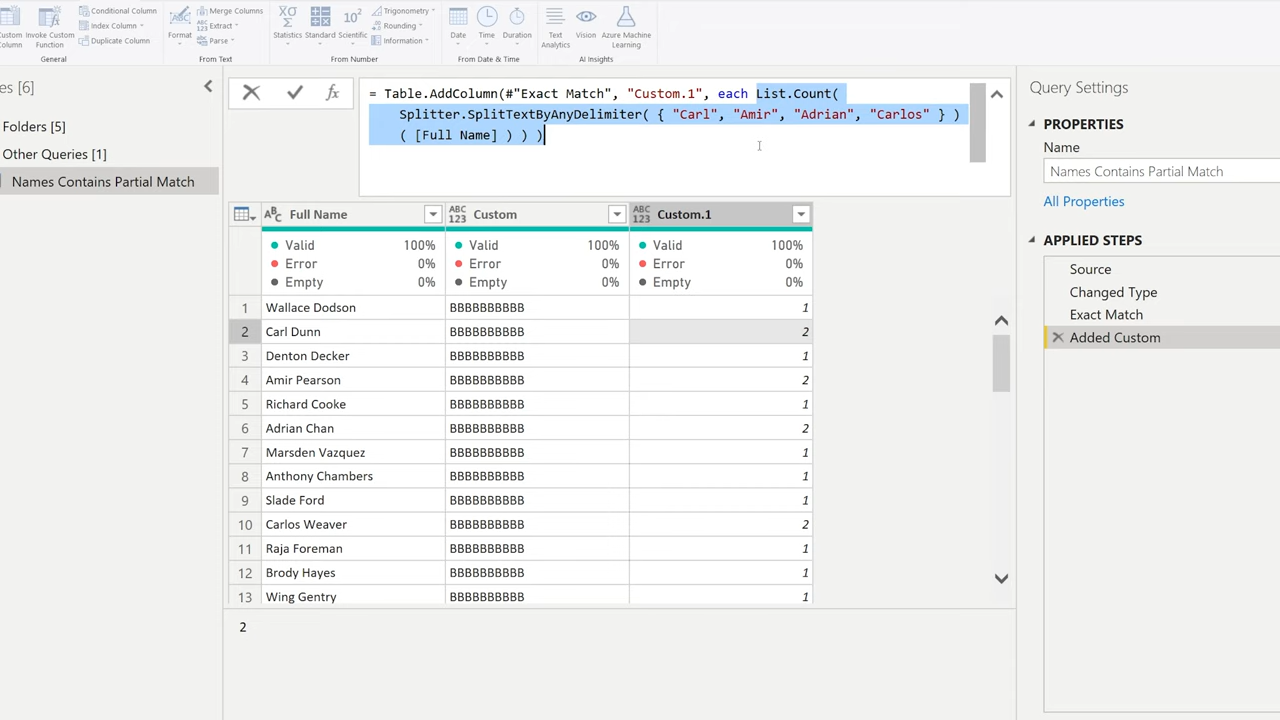 Custom Column
Invoke Custom Function
Conditional Column
Index Column
Duplicate Column
General
Format
Merge Columns
ABC 123 Extract
Parse
From Text
Statistics
Standard
10² Scientific
Trigonometry
Rounding
Information
From Number
Date
Time
Duration
From Date & Time
Text Analytics
Vision
Azure Machine Learning
AI Insights
es [6]
Folders [5]
Other Queries [1]
Names Contains Partial Match
fx
= Table.AddColumn(#"Exact Match", "Custom.1", each List.Count(
Splitter.SplitTextByAnyDelimiter( { "Carl", "Amir", "Adrian", "Carlos" } )
( [Full Name] ) ) )
ABC Full Name
ABC 123 Custom
ABC 123 Custom.1
Valid 100% Valid 100% Valid 100%
Error 0% Error 0% Error 0%
Empty 0% Empty 0% Empty 0%
1 Wallace Dodson BBBBBBBBBB 1
2 Carl Dunn BBBBBBBBBB 2
3 Denton Decker BBBBBBBBBB 1
4 Amir Pearson BBBBBBBBBB 2
5 Richard Cooke BBBBBBBBBB 1
6 Adrian Chan BBBBBBBBBB 2
7 Marsden Vazquez BBBBBBBBBB 1
8 Anthony Chambers BBBBBBBBBB 1
9 Slade Ford BBBBBBBBBB 1
10 Carlos Weaver BBBBBBBBBB 2
11 Raja Foreman BBBBBBBBBB 1
12 Brody Hayes BBBBBBBBBB 1
13 Wing Gentry BBBBBBBBBB 1
2
Query Settings
PROPERTIES
Name
Names Contains Partial Match
All Properties
APPLIED STEPS
Source
Changed Type
Exact Match
Added Custom